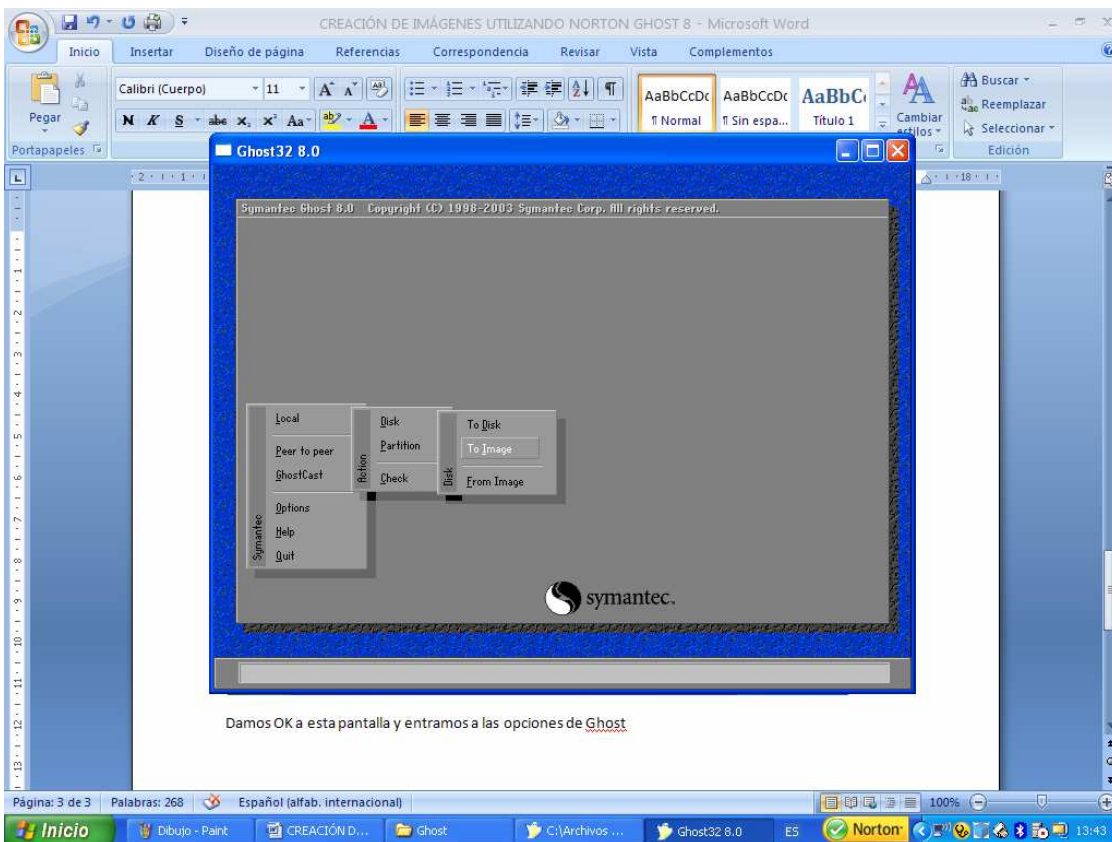 CREACIÓN DE IMÁGENES UTILIZANDO NORTON GHOST 8 - Microsoft Word
Inicio Insertar Diseño de página Referencias Correspondencia Revisar Vista Complementos
Calibri (Cuerpo) 11
Pegar
N K S abc X₂ X² Aa
Portapapeles
AaBbCcDc AaBbCcDc AaBbC
¶ Normal ¶ Sin espa... Título 1
Cambiar estilos
Buscar
Reemplazar
Seleccionar
Edición
Ghost32 8.0
Symantec Ghost 8.0 Copyright (C) 1998-2003 Symantec Corp. All rights reserved.
Symantec
Local
Peer to peer
GhostCast
Options
Help
Quit
Action
Disk
Partition
Check
Disk
To Disk
To Image
From Image
symantec.
Damos OK a esta pantalla y entramos a las opciones de Ghost
Página: 3 de 3 Palabras: 268 Español (alfab. internacional) 100%
Inicio Dibujo - Paint CREACIÓN D... Ghost C:\Archivos ... Ghost32 8.0 ES Norton 13:43